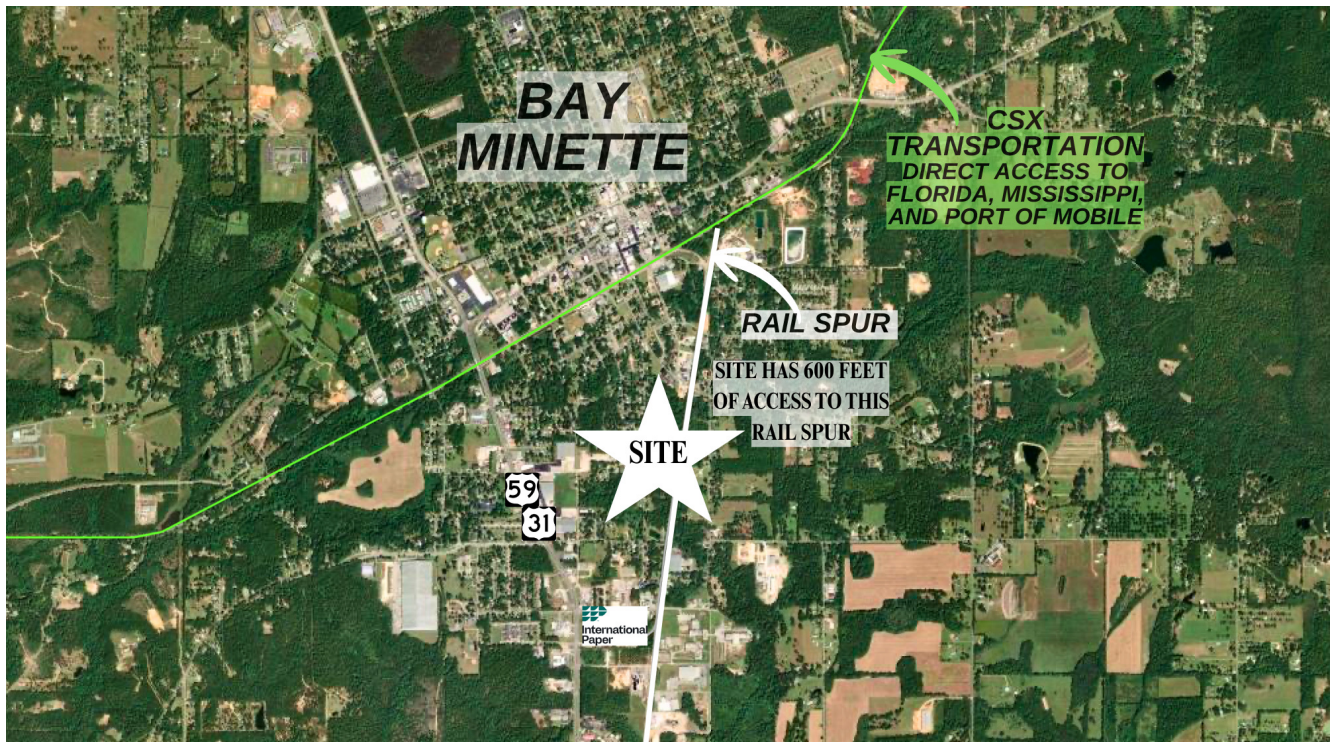 BAY
MINETTE
CSX
TRANSPORTATION
DIRECT ACCESS TO
FLORIDA, MISSISSIPPI,
AND PORT OF MOBILE
RAIL SPUR
SITE HAS 600 FEET
OF ACCESS TO THIS
RAIL SPUR
SITE
59
31
International
Paper